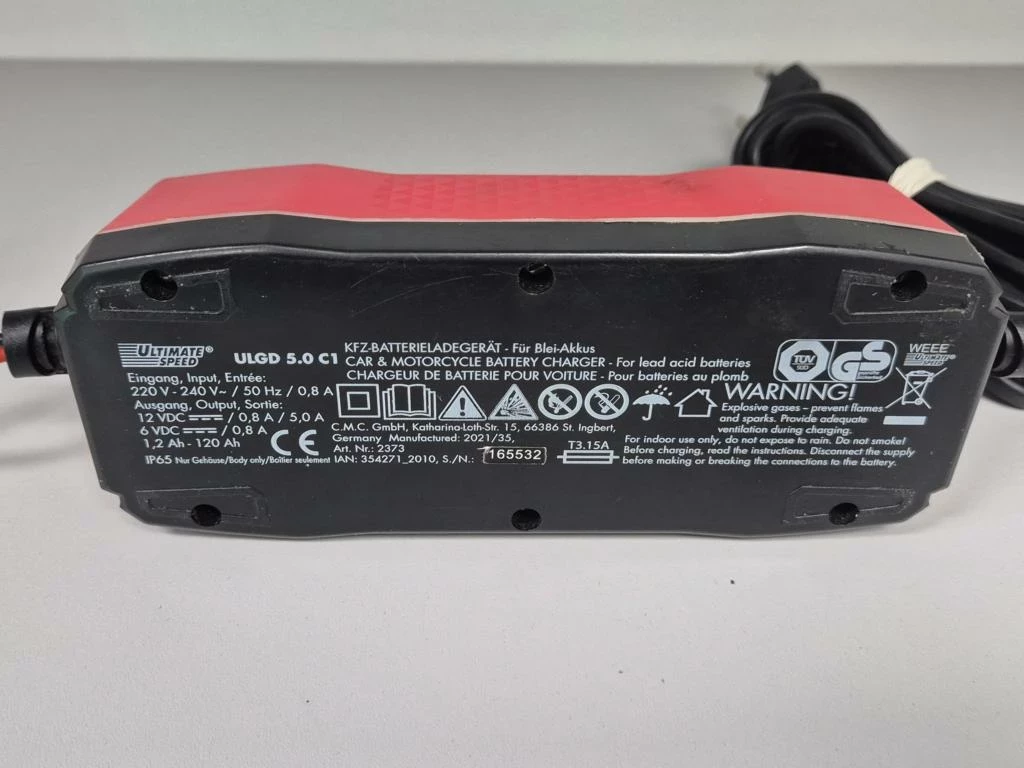 ULTIMATE SPEED®
ULGD 5.0 C1
Eingang, Input, Entrée:
220 V - 240 V~ / 50 Hz / 0,8 A
Ausgang, Output, Sortie:
12 VDC / 0,8 A / 5,0 A
6 VDC / 0,8 A
1,2 Ah - 120 Ah
CE
IP65 Nur Gehäuse/Body only/Boîtier seulement
KFZ-BATTERIELADEGERÄT - Für Blei-Akkus
CAR & MOTORCYCLE BATTERY CHARGER - For lead acid batteries
CHARGEUR DE BATTERIE POUR VOITURE - Pour batteries au plomb
C.M.C. GmbH, Katharina-Loth-Str. 15, 66386 St. Ingbert,
Germany Manufactured: 2021/35,
Art. Nr.: 2373
IAN: 354271_2010, S./N.: 165532
T3.15A
TÜV
SÜD
GS
WEEE
ULTIMATE SPEED®
WARNING!
Explosive gases – prevent flames
and sparks. Provide adequate
ventilation during charging.
For indoor use only, do not expose to rain. Do not smoke!
Before charging, read the instructions. Disconnect the supply
before making or breaking the connections to the battery.